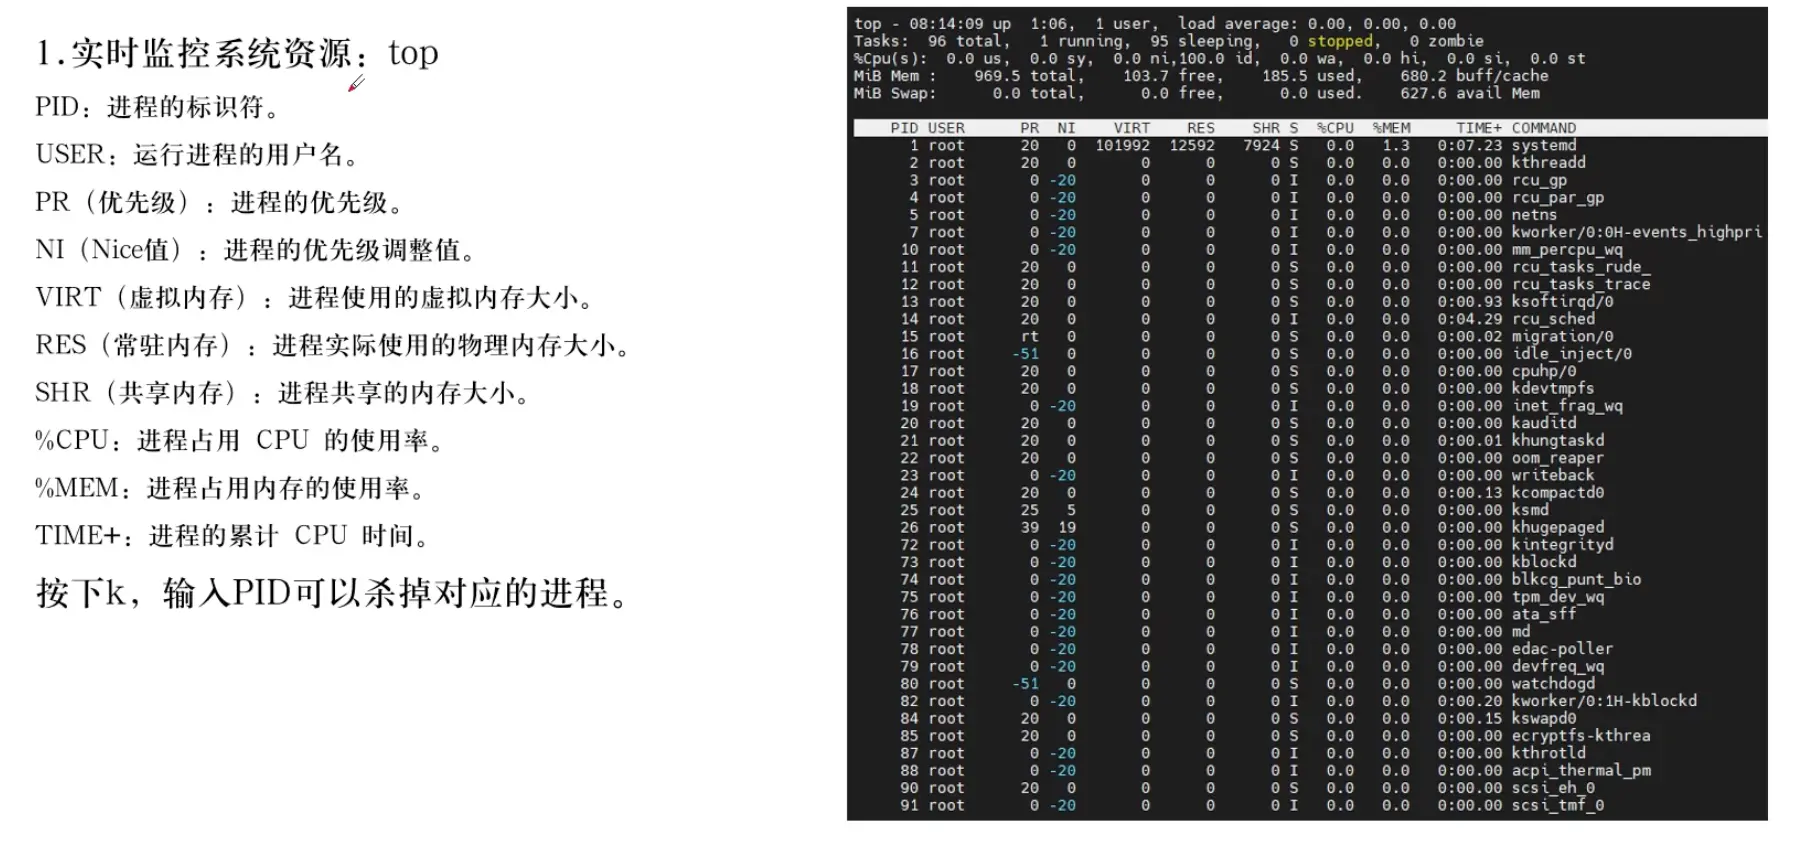 1.实时监控系统资源：top
PID：进程的标识符。
USER：运行进程的用户名。
PR（优先级）：进程的优先级。
NI（Nice值）：进程的优先级调整值。
VIRT（虚拟内存）：进程使用的虚拟内存大小。
RES（常驻内存）：进程实际使用的物理内存大小。
SHR（共享内存）：进程共享的内存大小。
%CPU：进程占用 CPU 的使用率。
%MEM：进程占用内存的使用率。
TIME+：进程的累计 CPU 时间。
按下k，输入PID可以杀掉对应的进程。
top - 08:14:09 up  1:06,  1 user,  load average: 0.00, 0.00, 0.00
Tasks:  96 total,   1 running,  95 sleeping,   0 stopped,   0 zombie
%Cpu(s):  0.0 us,  0.0 sy,  0.0 ni,100.0 id,  0.0 wa,  0.0 hi,  0.0 si,  0.0 st
MiB Mem :    969.5 total,    103.7 free,    185.5 used,    680.2 buff/cache
MiB Swap:      0.0 total,      0.0 free,      0.0 used.    627.6 avail Mem
PID USER      PR  NI    VIRT    RES    SHR S  %CPU  %MEM     TIME+ COMMAND
1 root      20   0  101992  12592   7924 S   0.0   1.3   0:07.23 systemd
2 root      20   0       0      0      0 S   0.0   0.0   0:00.00 kthreadd
3 root       0 -20       0      0      0 I   0.0   0.0   0:00.00 rcu_gp
4 root       0 -20       0      0      0 I   0.0   0.0   0:00.00 rcu_par_gp
5 root       0 -20       0      0      0 I   0.0   0.0   0:00.00 netns
7 root       0 -20       0      0      0 I   0.0   0.0   0:00.00 kworker/0:0H-events_highpri
10 root       0 -20       0      0      0 I   0.0   0.0   0:00.00 mm_percpu_wq
11 root      20   0       0      0      0 S   0.0   0.0   0:00.00 rcu_tasks_rude_
12 root      20   0       0      0      0 S   0.0   0.0   0:00.00 rcu_tasks_trace
13 root      20   0       0      0      0 S   0.0   0.0   0:00.93 ksoftirqd/0
14 root      20   0       0      0      0 I   0.0   0.0   0:04.29 rcu_sched
15 root      rt   0       0      0      0 S   0.0   0.0   0:00.02 migration/0
16 root     -51   0       0      0      0 S   0.0   0.0   0:00.00 idle_inject/0
17 root      20   0       0      0      0 S   0.0   0.0   0:00.00 cpuhp/0
18 root      20   0       0      0      0 S   0.0   0.0   0:00.00 kdevtmpfs
19 root       0 -20       0      0      0 I   0.0   0.0   0:00.00 inet_frag_wq
20 root      20   0       0      0      0 S   0.0   0.0   0:00.00 kauditd
21 root      20   0       0      0      0 S   0.0   0.0   0:00.01 khungtaskd
22 root      20   0       0      0      0 S   0.0   0.0   0:00.00 oom_reaper
23 root       0 -20       0      0      0 I   0.0   0.0   0:00.00 writeback
24 root      20   0       0      0      0 S   0.0   0.0   0:00.13 kcompactd0
25 root      25   5       0      0      0 S   0.0   0.0   0:00.00 ksmd
26 root      39  19       0      0      0 S   0.0   0.0   0:00.00 khugepaged
72 root       0 -20       0      0      0 I   0.0   0.0   0:00.00 kintegrityd
73 root       0 -20       0      0      0 I   0.0   0.0   0:00.00 kblockd
74 root       0 -20       0      0      0 I   0.0   0.0   0:00.00 blkcg_punt_bio
75 root       0 -20       0      0      0 I   0.0   0.0   0:00.00 tpm_dev_wq
76 root       0 -20       0      0      0 I   0.0   0.0   0:00.00 ata_sff
77 root       0 -20       0      0      0 I   0.0   0.0   0:00.00 md
78 root       0 -20       0      0      0 I   0.0   0.0   0:00.00 edac-poller
79 root       0 -20       0      0      0 I   0.0   0.0   0:00.00 devfreq_wq
80 root     -51   0       0      0      0 S   0.0   0.0   0:00.00 watchdogd
82 root       0 -20       0      0      0 I   0.0   0.0   0:00.20 kworker/0:1H-kblockd
84 root      20   0       0      0      0 S   0.0   0.0   0:00.15 kswapd0
85 root      20   0       0      0      0 S   0.0   0.0   0:00.00 ecryptfs-kthrea
87 root       0 -20       0      0      0 I   0.0   0.0   0:00.00 kthrotld
88 root       0 -20       0      0      0 I   0.0   0.0   0:00.00 acpi_thermal_pm
90 root      20   0       0      0      0 S   0.0   0.0   0:00.00 scsi_eh_0
91 root       0 -20       0      0      0 I   0.0   0.0   0:00.00 scsi_tmf_0